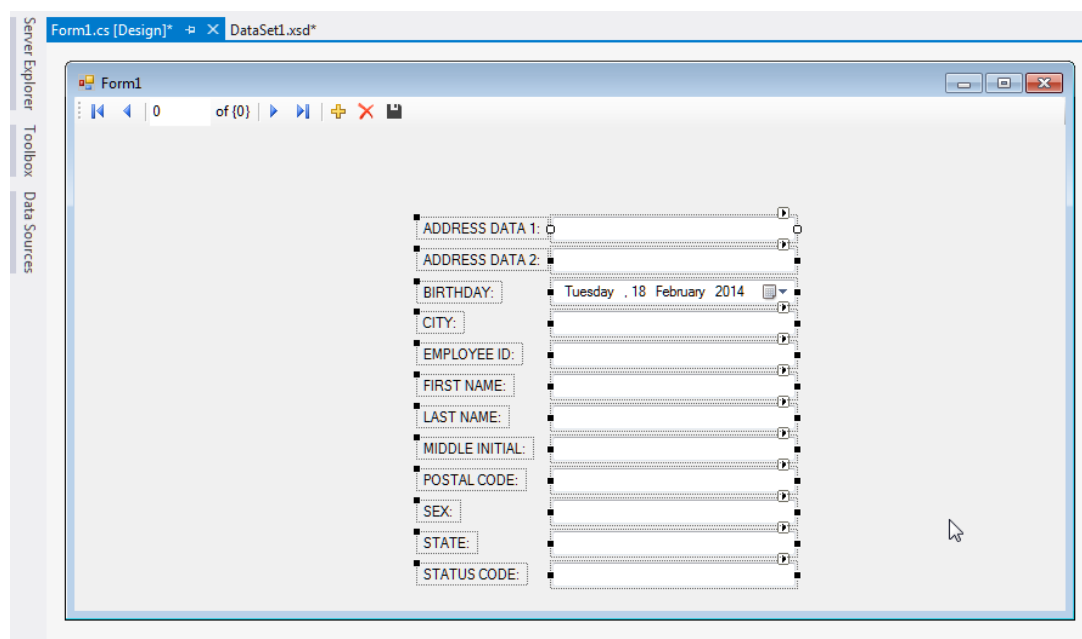 Server Explorer
Toolbox
Data Sources
Form1.cs [Design]*
DataSet1.xsd*
Form1
0 of {0}
ADDRESS DATA 1:
ADDRESS DATA 2:
BIRTHDAY: Tuesday , 18 February 2014
CITY:
EMPLOYEE ID:
FIRST NAME:
LAST NAME:
MIDDLE INITIAL:
POSTAL CODE:
SEX:
STATE:
STATUS CODE: